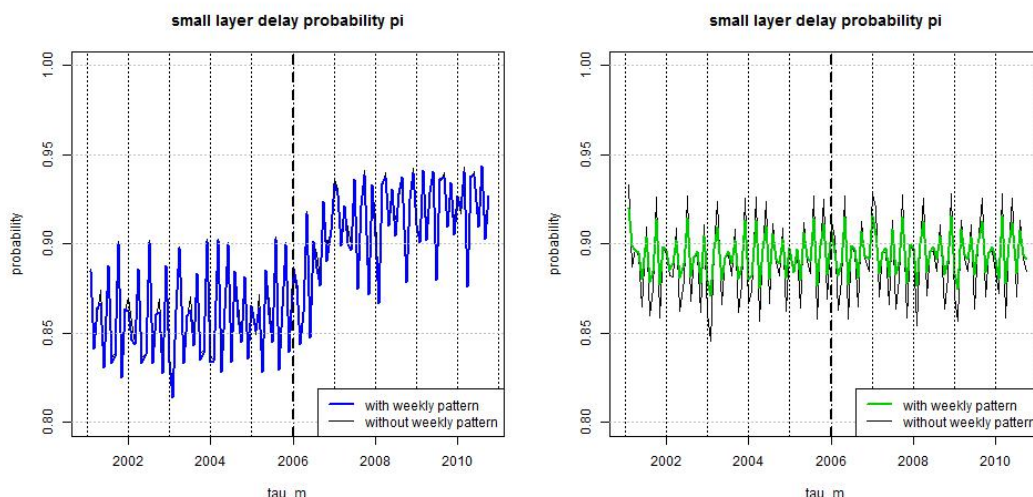 small layer delay probability pi
probability
1.00
0.95
0.90
0.85
0.80
with weekly pattern
without weekly pattern
2002 2004 2006 2008 2010
tau_m
small layer delay probability pi
probability
1.00
0.95
0.90
0.85
0.80
with weekly pattern
without weekly pattern
2002 2004 2006 2008 2010
tau_m